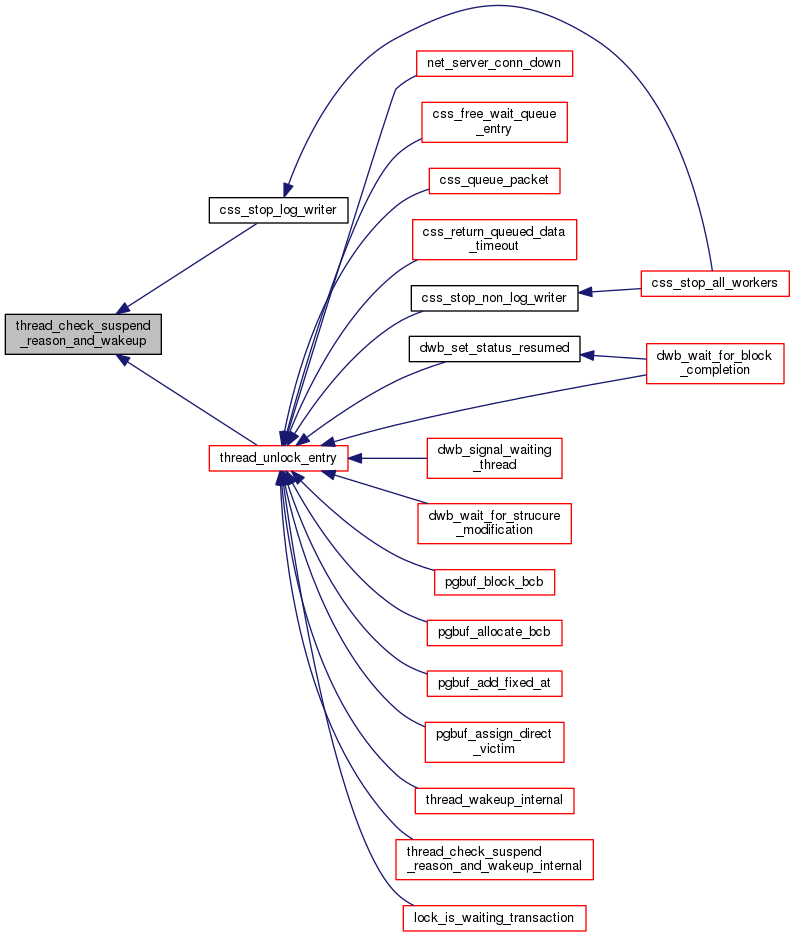 net_server_conn_down
css_free_wait_queue
_entry
css_queue_packet
css_stop_log_writer
css_return_queued_data
_timeout
css_stop_all_workers
css_stop_non_log_writer
thread_check_suspend
_reason_and_wakeup
dwb_set_status_resumed
dwb_wait_for_block
_completion
thread_unlock_entry
dwb_signal_waiting
_thread
dwb_wait_for_strucure
_modification
pgbuf_block_bcb
pgbuf_allocate_bcb
pgbuf_add_fixed_at
pgbuf_assign_direct
_victim
thread_wakeup_internal
thread_check_suspend
_reason_and_wakeup_internal
lock_is_waiting_transaction